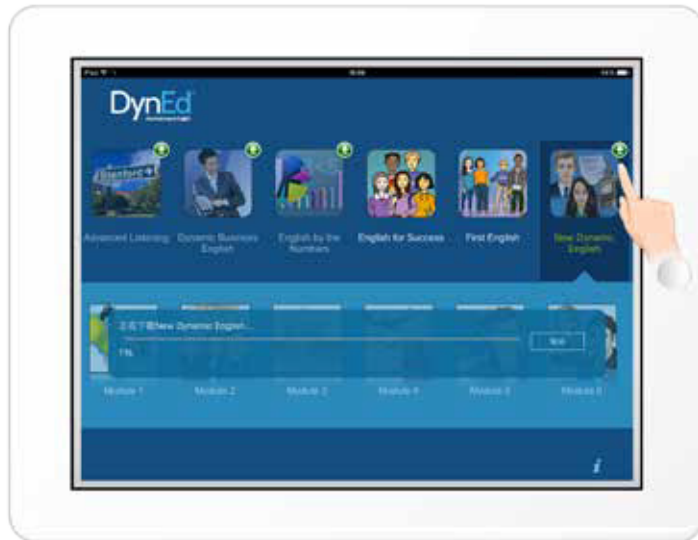 iPad
DynEd
Stanford
Advanced Listening
Dynamic Business
English
English by the
Numbers
English for Success
First English
New Dynamic
English
正在下载New Dynamic English...
1%
Module 1
Module 2
Module 3
Module 4
Module 5
Module 6
i